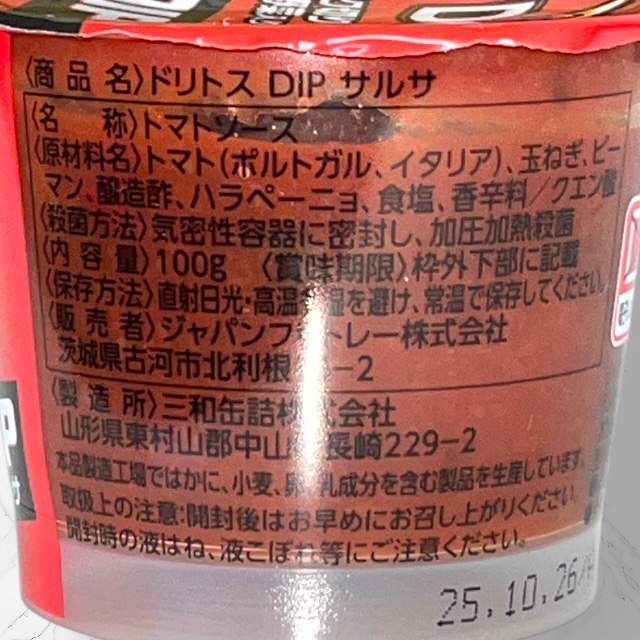 〈商品名〉ドリトス DIP サルサ
〈名 称〉トマトソース
〈原材料名〉トマト(ポルトガル、イタリア)、玉ねぎ、ピー
マン、醸造酢、ハラペーニョ、食塩、香辛料/クエン酸
〈殺菌方法〉気密性容器に密封し、加圧加熱殺菌
〈内 容 量〉100g 〈賞味期限〉枠外下部に記載
〈保存方法〉直射日光・高温多湿を避け、常温で保存してください。
〈販 売 者〉ジャパンフリトレー株式会社
茨城県古河市北利根 −2
〈製 造 所〉三和缶詰株式会社
山形県東村山郡中山 長崎229−2
本品製造工場ではかに、小麦、卵、乳成分を含む製品を生産しています。
取扱上の注意:開封後はお早めにお召し上がりください。
開封時の液はね、液こぼれ等にご注意ください。
25.10.26